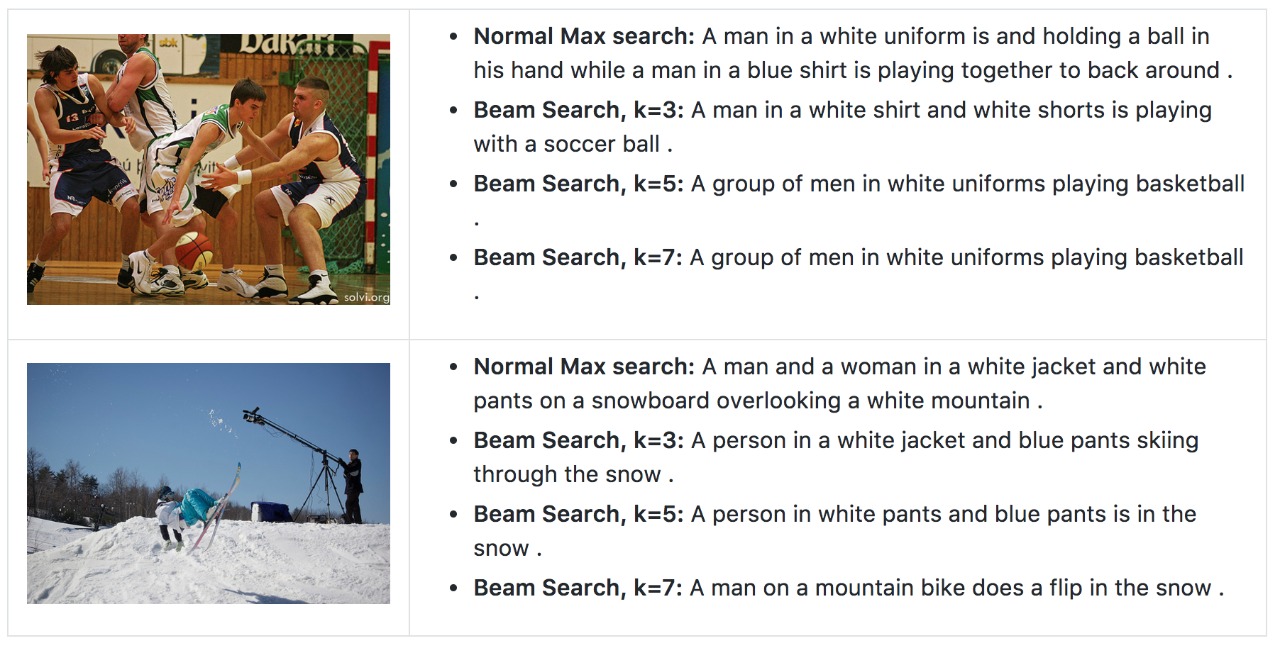 sbk
Dakar
13
solvi.org
• Normal Max search: A man in a white uniform is and holding a ball in
his hand while a man in a blue shirt is playing together to back around .
• Beam Search, k=3: A man in a white shirt and white shorts is playing
with a soccer ball .
• Beam Search, k=5: A group of men in white uniforms playing basketball
.
• Beam Search, k=7: A group of men in white uniforms playing basketball
.
• Normal Max search: A man and a woman in a white jacket and white
pants on a snowboard overlooking a white mountain .
• Beam Search, k=3: A person in a white jacket and blue pants skiing
through the snow .
• Beam Search, k=5: A person in white pants and blue pants is in the
snow .
• Beam Search, k=7: A man on a mountain bike does a flip in the snow .